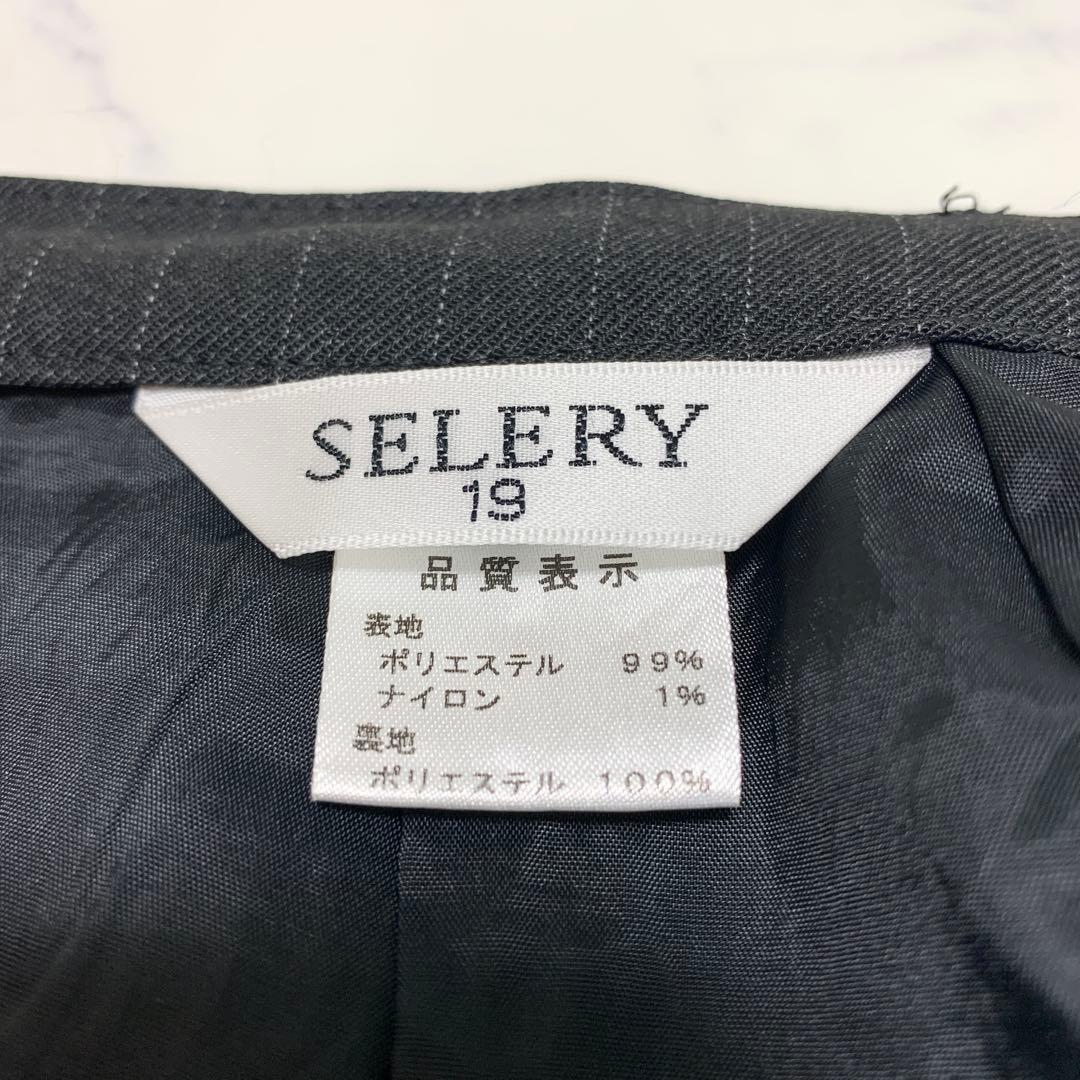 SELERY
19
品質表示
表地
ポリエステル 99%
ナイロン 1%
裏地
ポリエステル 100%